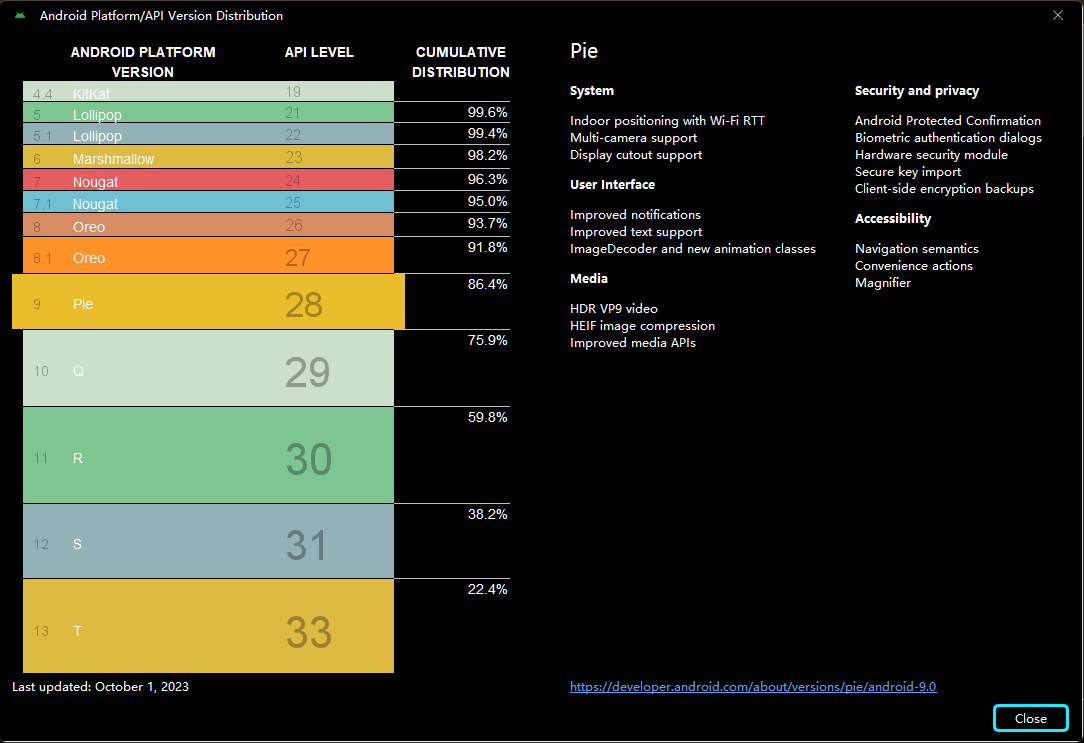 Android Platform/API Version Distribution
ANDROID PLATFORM VERSION API LEVEL CUMULATIVE DISTRIBUTION
4.4 KitKat 19
99.6%
5 Lollipop 21
99.4%
5.1 Lollipop 22
98.2%
6 Marshmallow 23
96.3%
7 Nougat 24
95.0%
7.1 Nougat 25
93.7%
8 Oreo 26
91.8%
8.1 Oreo 27
86.4%
9 Pie 28
75.9%
10 Q 29
59.8%
11 R 30
38.2%
12 S 31
22.4%
13 T 33
Last updated: October 1, 2023
Pie
System
Indoor positioning with Wi-Fi RTT
Multi-camera support
Display cutout support
User Interface
Improved notifications
Improved text support
ImageDecoder and new animation classes
Media
HDR VP9 video
HEIF image compression
Improved media APIs
Security and privacy
Android Protected Confirmation
Biometric authentication dialogs
Hardware security module
Secure key import
Client-side encryption backups
Accessibility
Navigation semantics
Convenience actions
Magnifier
https://developer.android.com/about/versions/pie/android-9.0
Close